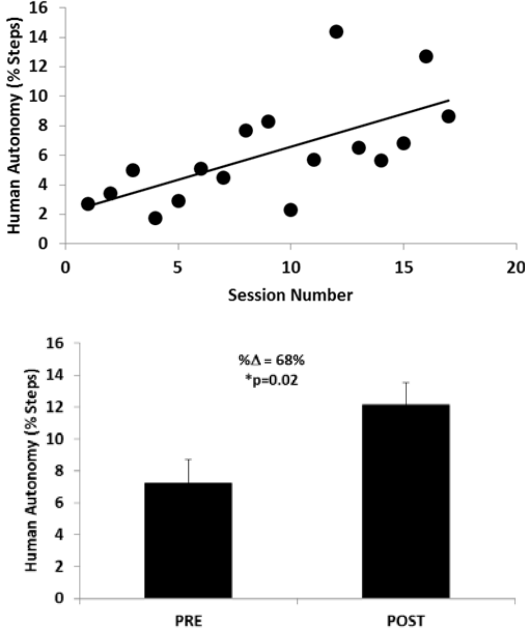 Human Autonomy (% Steps)
16
14
12
10
8
6
4
2
0
0 5 10 15 20
Session Number
Human Autonomy (% Steps)
16
14
12
10
8
6
4
2
0
%Δ = 68%
*p=0.02
PRE POST